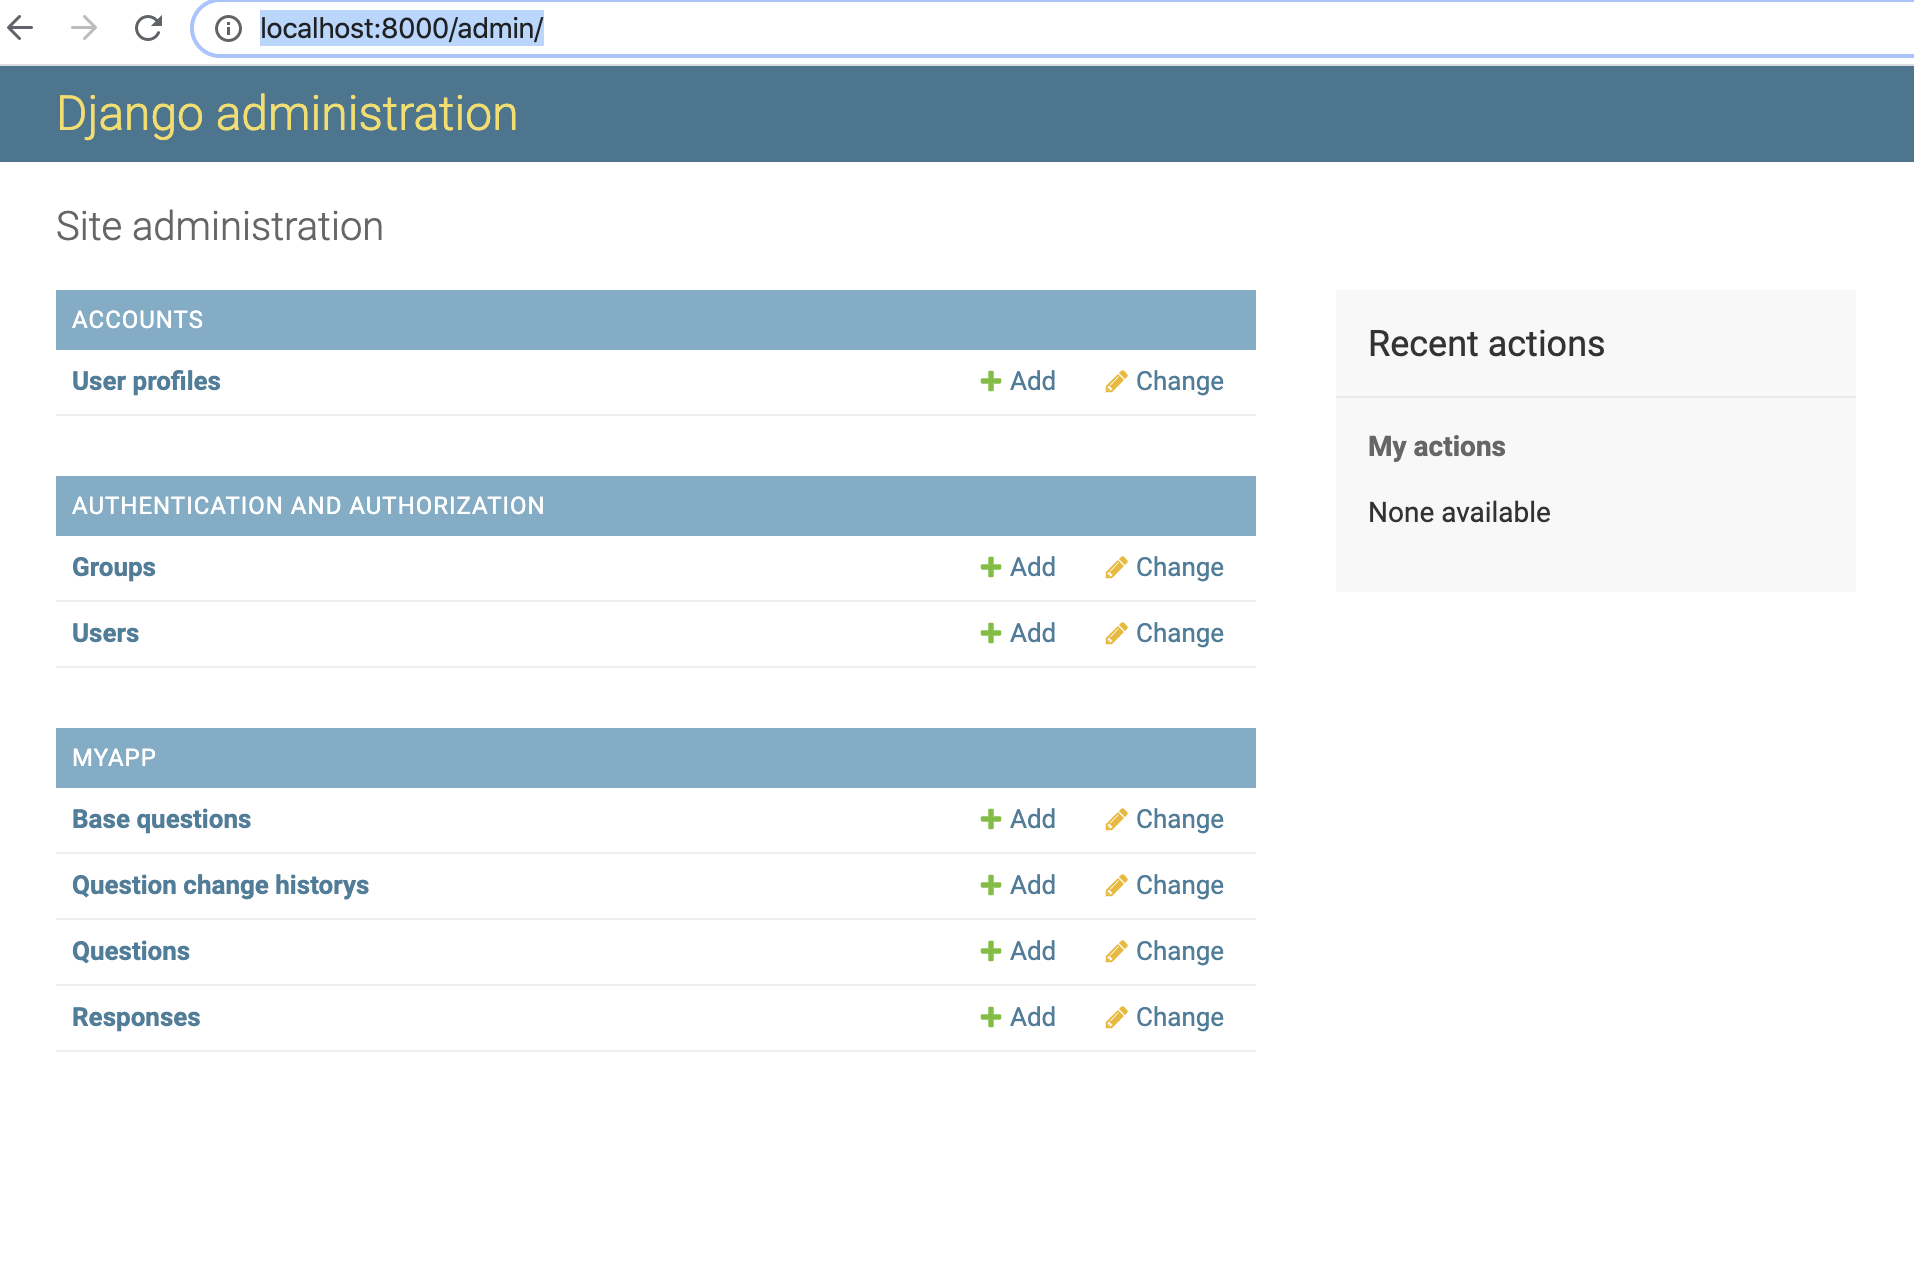 localhost:8000/admin/
Django administration
Site administration
ACCOUNTS
User profiles Add Change
AUTHENTICATION AND AUTHORIZATION
Groups Add Change
Users Add Change
MYAPP
Base questions Add Change
Question change historys Add Change
Questions Add Change
Responses Add Change
Recent actions
My actions
None available